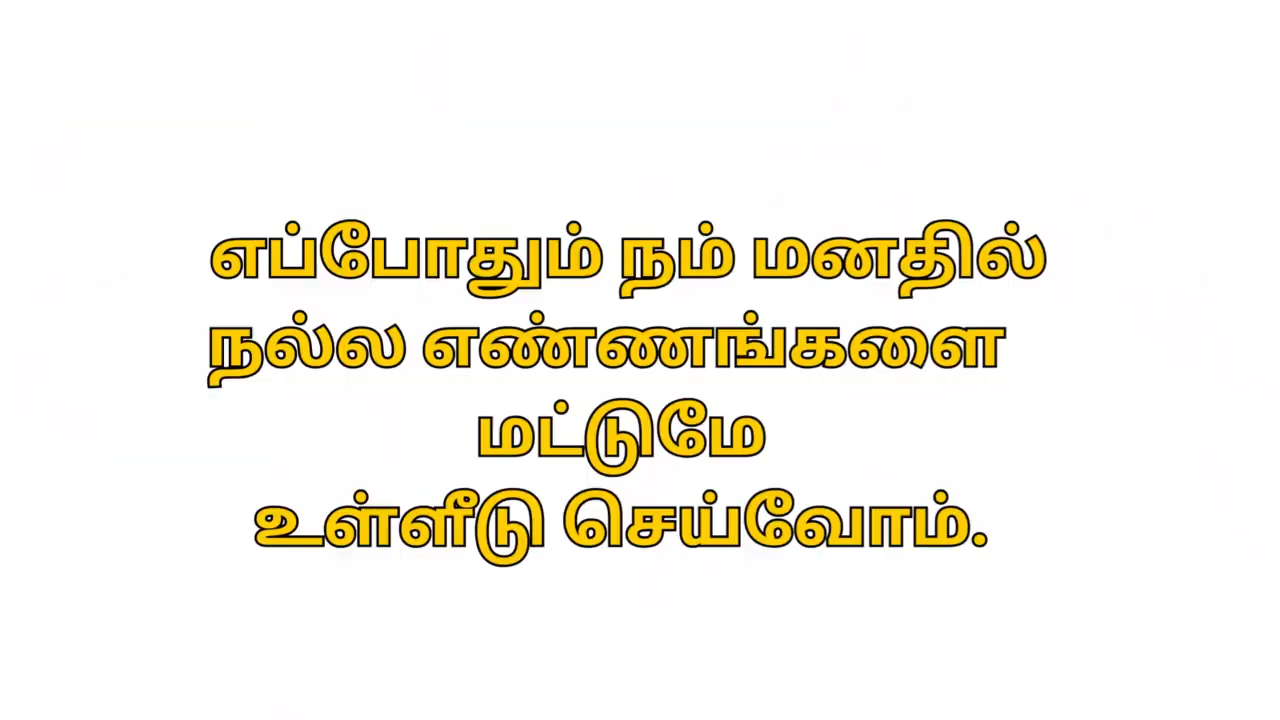 எப்போதும் நம் மனதில்
நல்ல எண்ணங்களை
மட்டுமே
உள்ளீடு செய்வோம்.